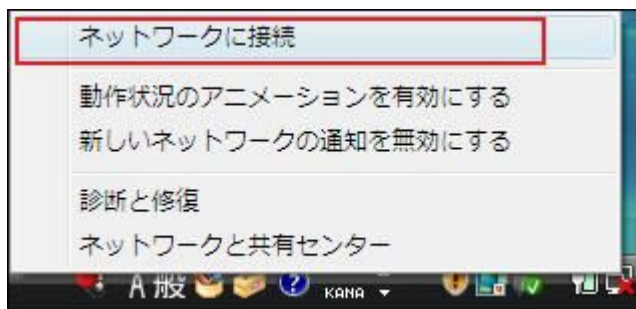 ネットワークに接続
動作状況のアニメーションを有効にする
新しいネットワークの通知を無効にする
診断と修復
ネットワークと共有センター
A 般 ? KANA